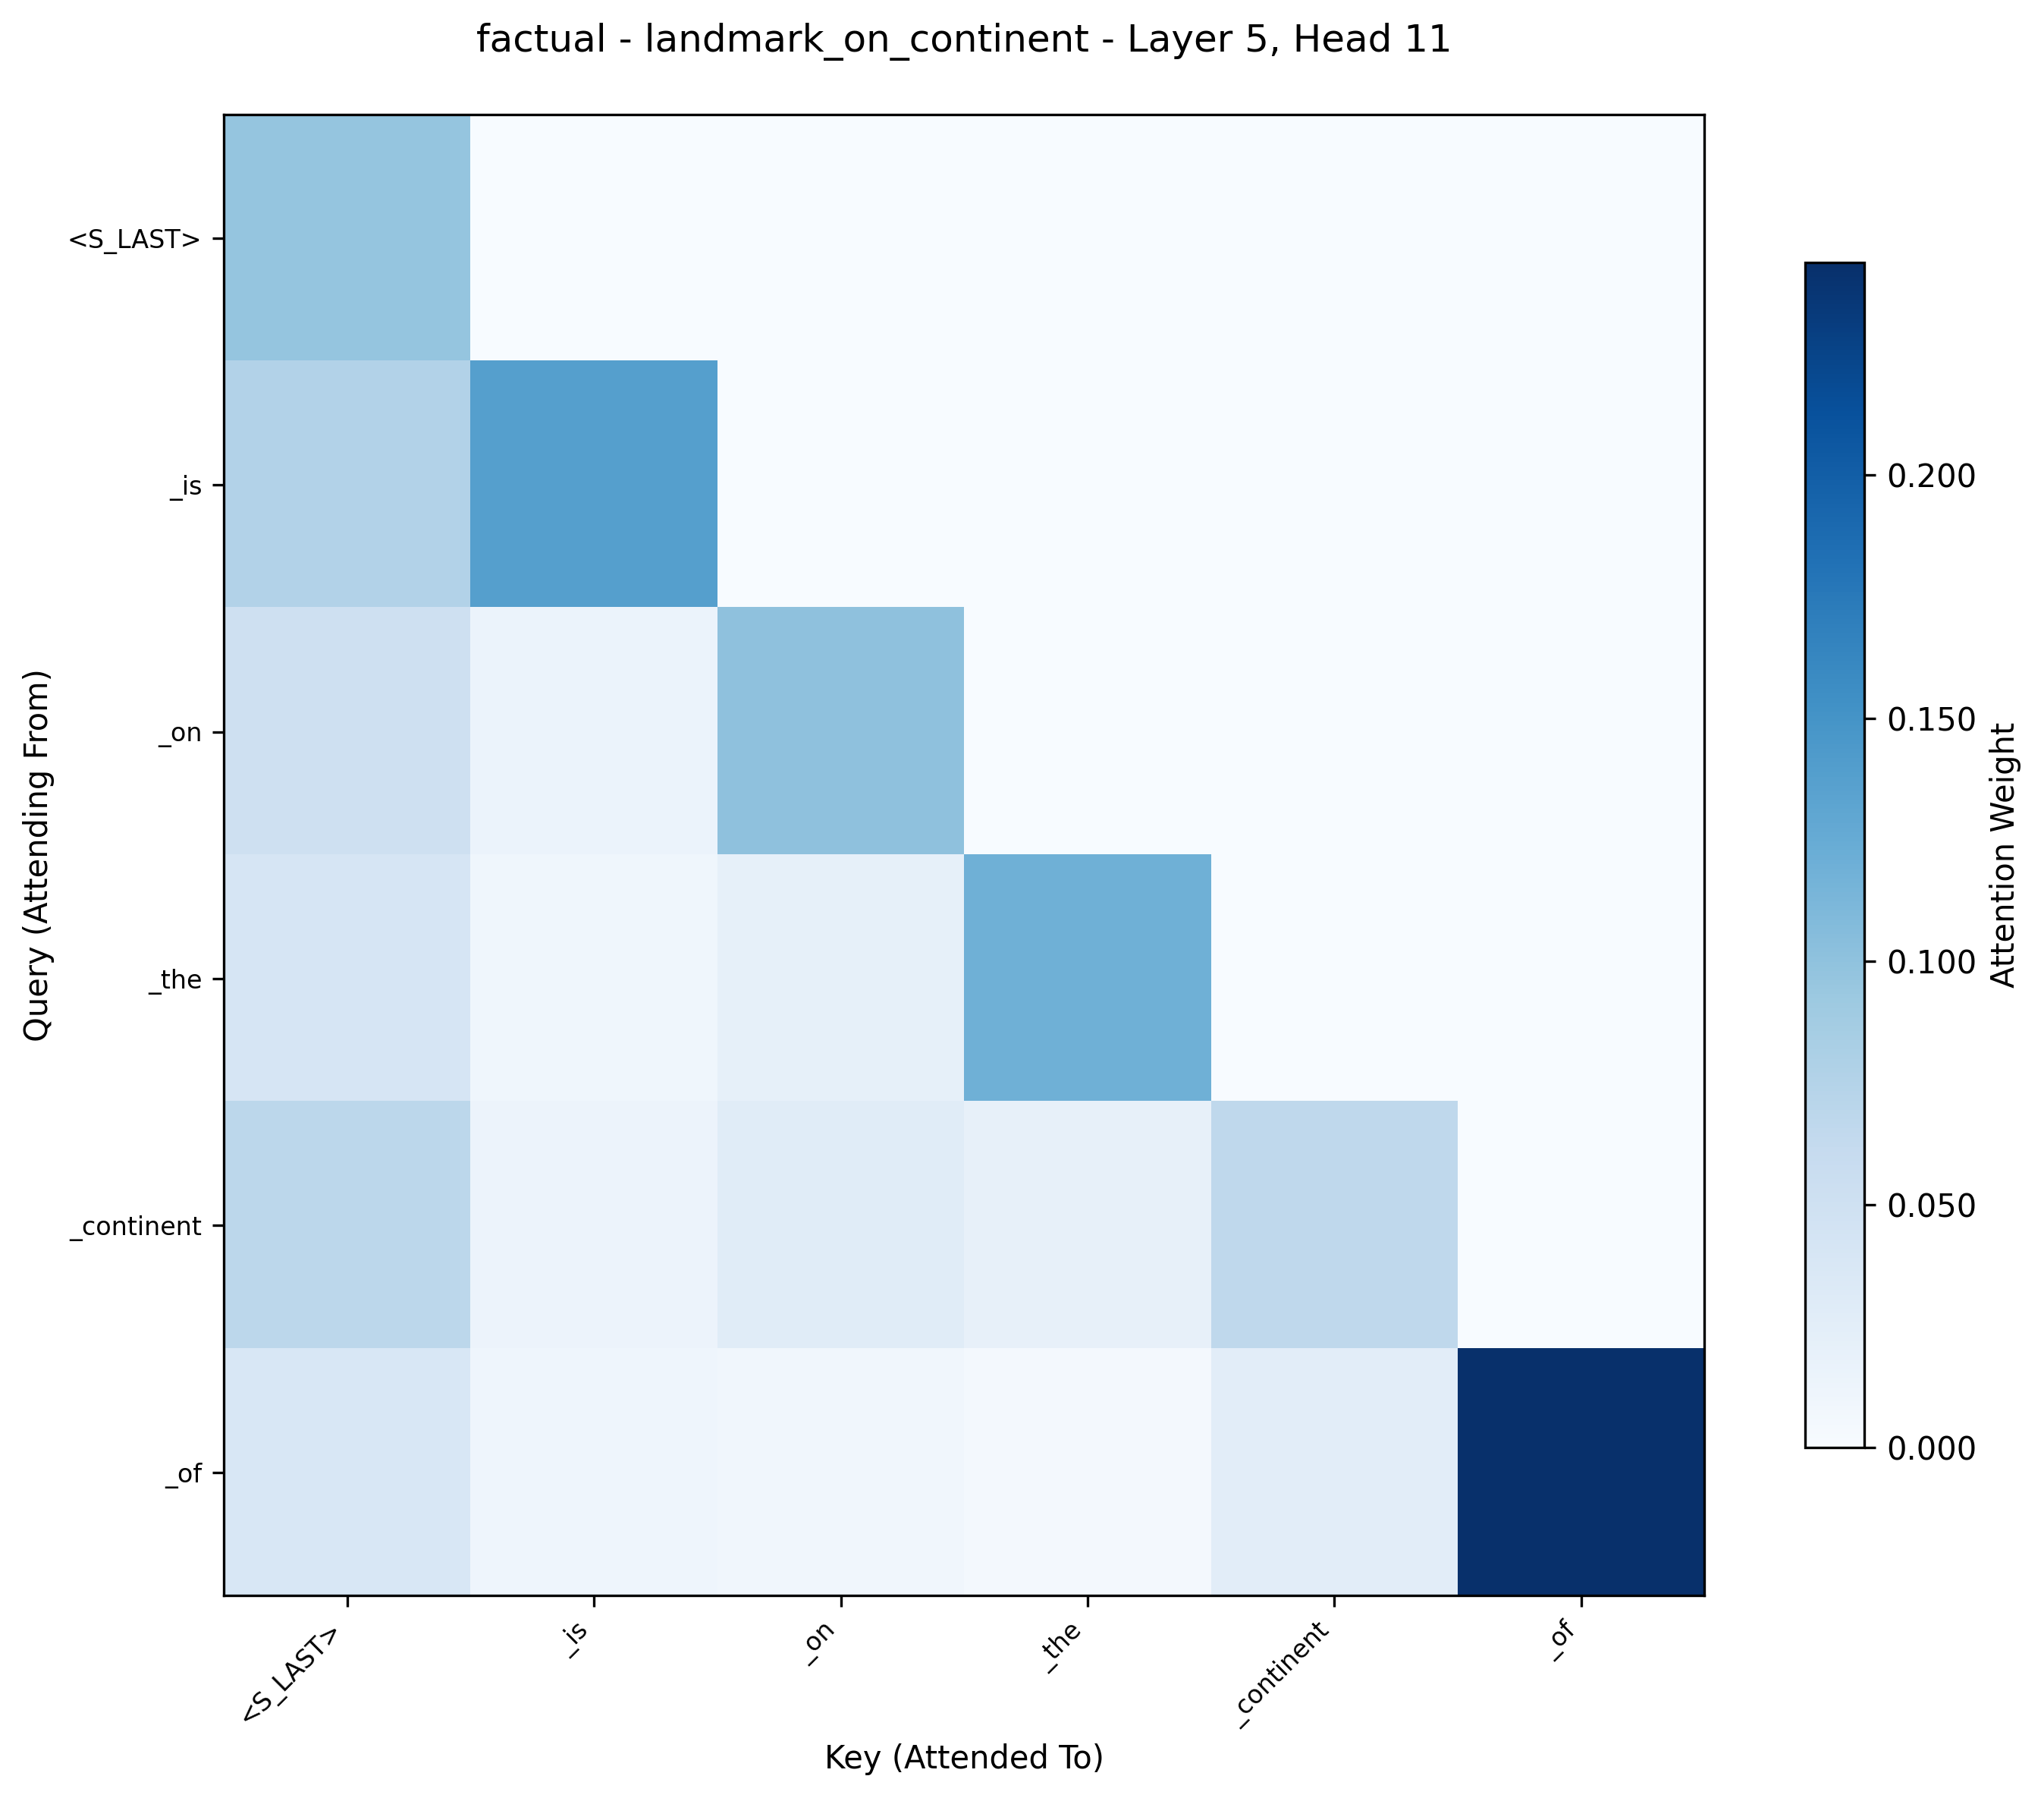 factual - landmark_on_continent - Layer 5, Head 11
Query (Attending From)
<S_LAST>
_is
_on
_the
_continent
_of
<S_LAST>
_is
_on
_the
_continent
_of
Key (Attended To)
0.200
0.150
0.100
0.050
0.000
Attention Weight